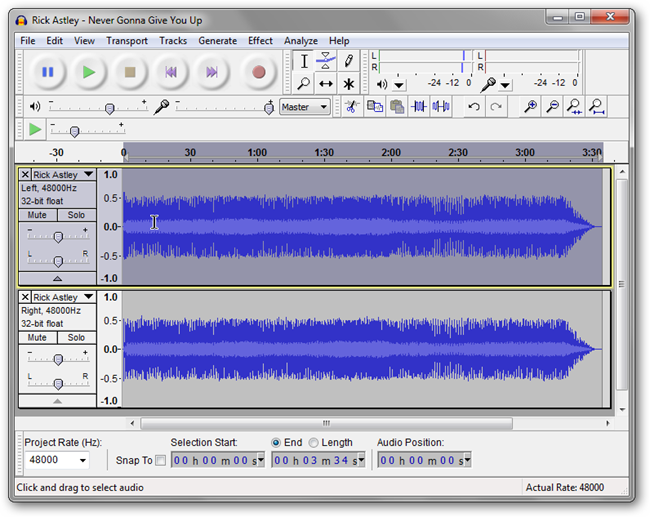 Rick Astley - Never Gonna Give You Up
File Edit View Transport Tracks Generate Effect Analyze Help
L
R
-24 -12 0
L
R
-24 -12 0
- +
- +
Master
- +
-30 0 30 1:00 1:30 2:00 2:30 3:00 3:30
Rick Astley
Left, 48000Hz
32-bit float
Mute Solo
- +
L R
1.0
0.5
0.0
-0.5
-1.0
Rick Astley
Right, 48000Hz
32-bit float
Mute Solo
- +
L R
1.0
0.5
0.0
-0.5
-1.0
Project Rate (Hz): Selection Start: End Length Audio Position:
48000 Snap To 00 h 00 m 00 s 00 h 03 m 34 s 00 h 00 m 00 s
Click and drag to select audio Actual Rate: 48000